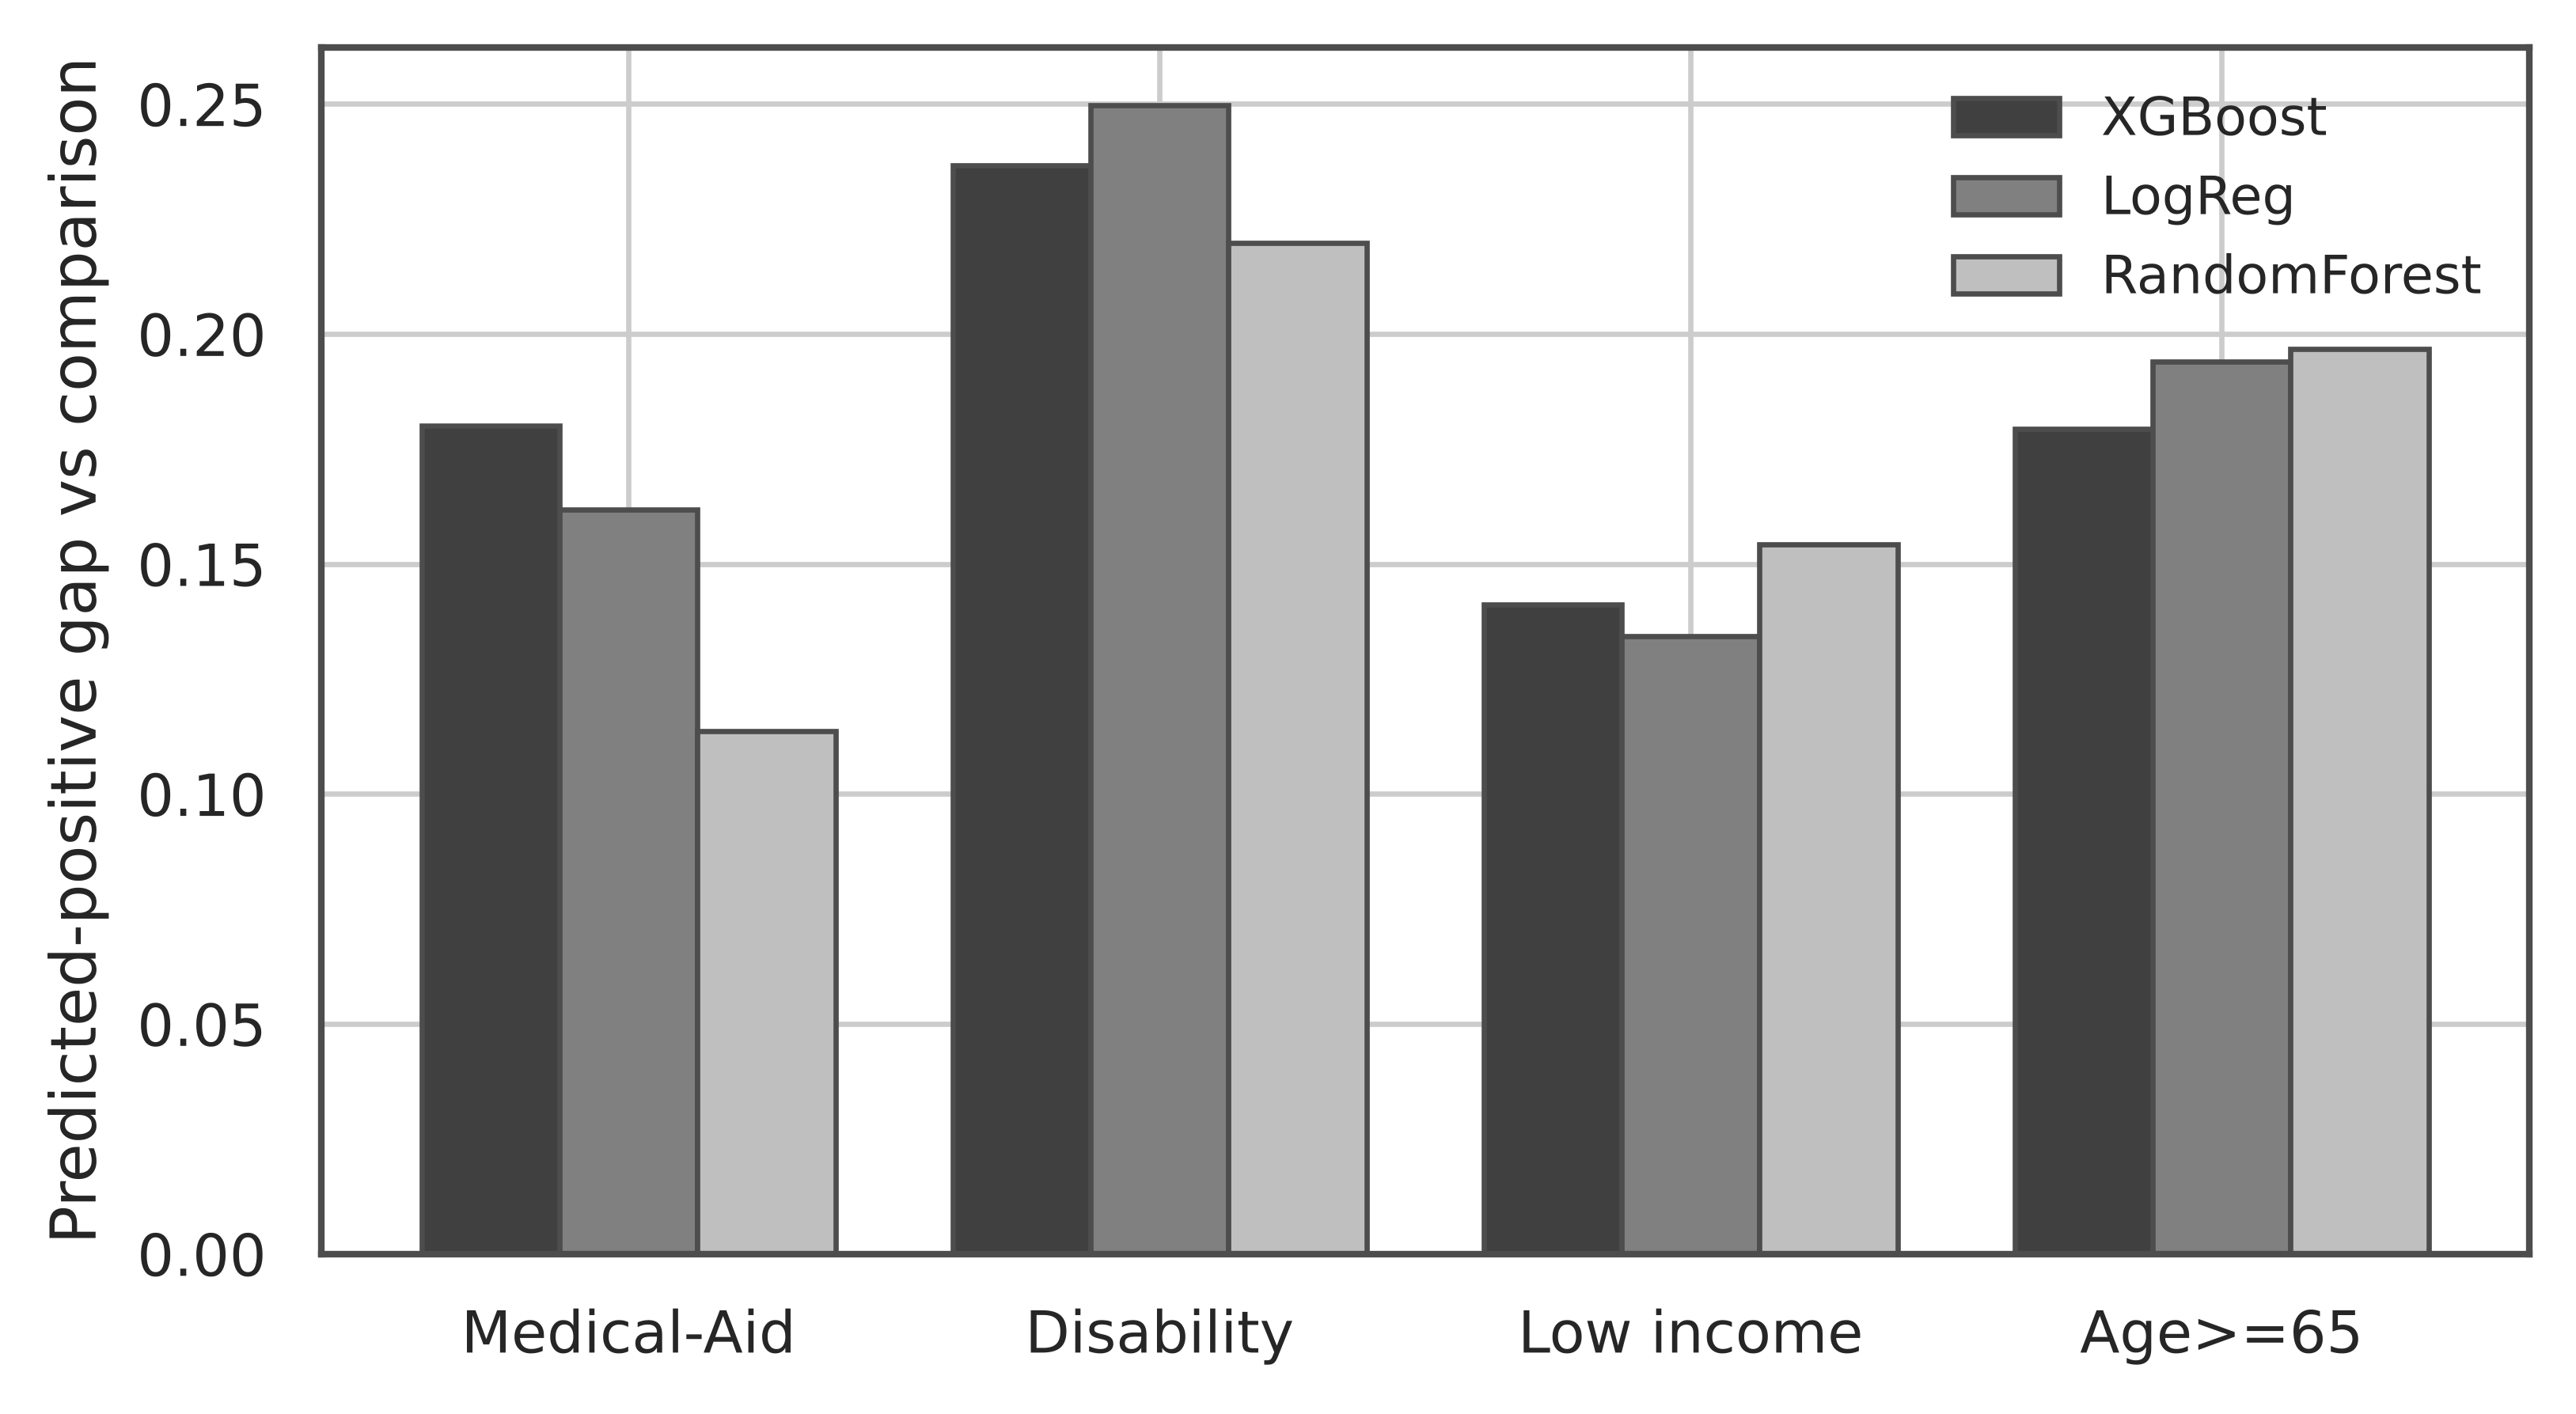 Predicted-positive gap vs comparison
0.25
0.20
0.15
0.10
0.05
0.00
XGBoost
LogReg
RandomForest
Medical-Aid
Disability
Low income
Age>=65